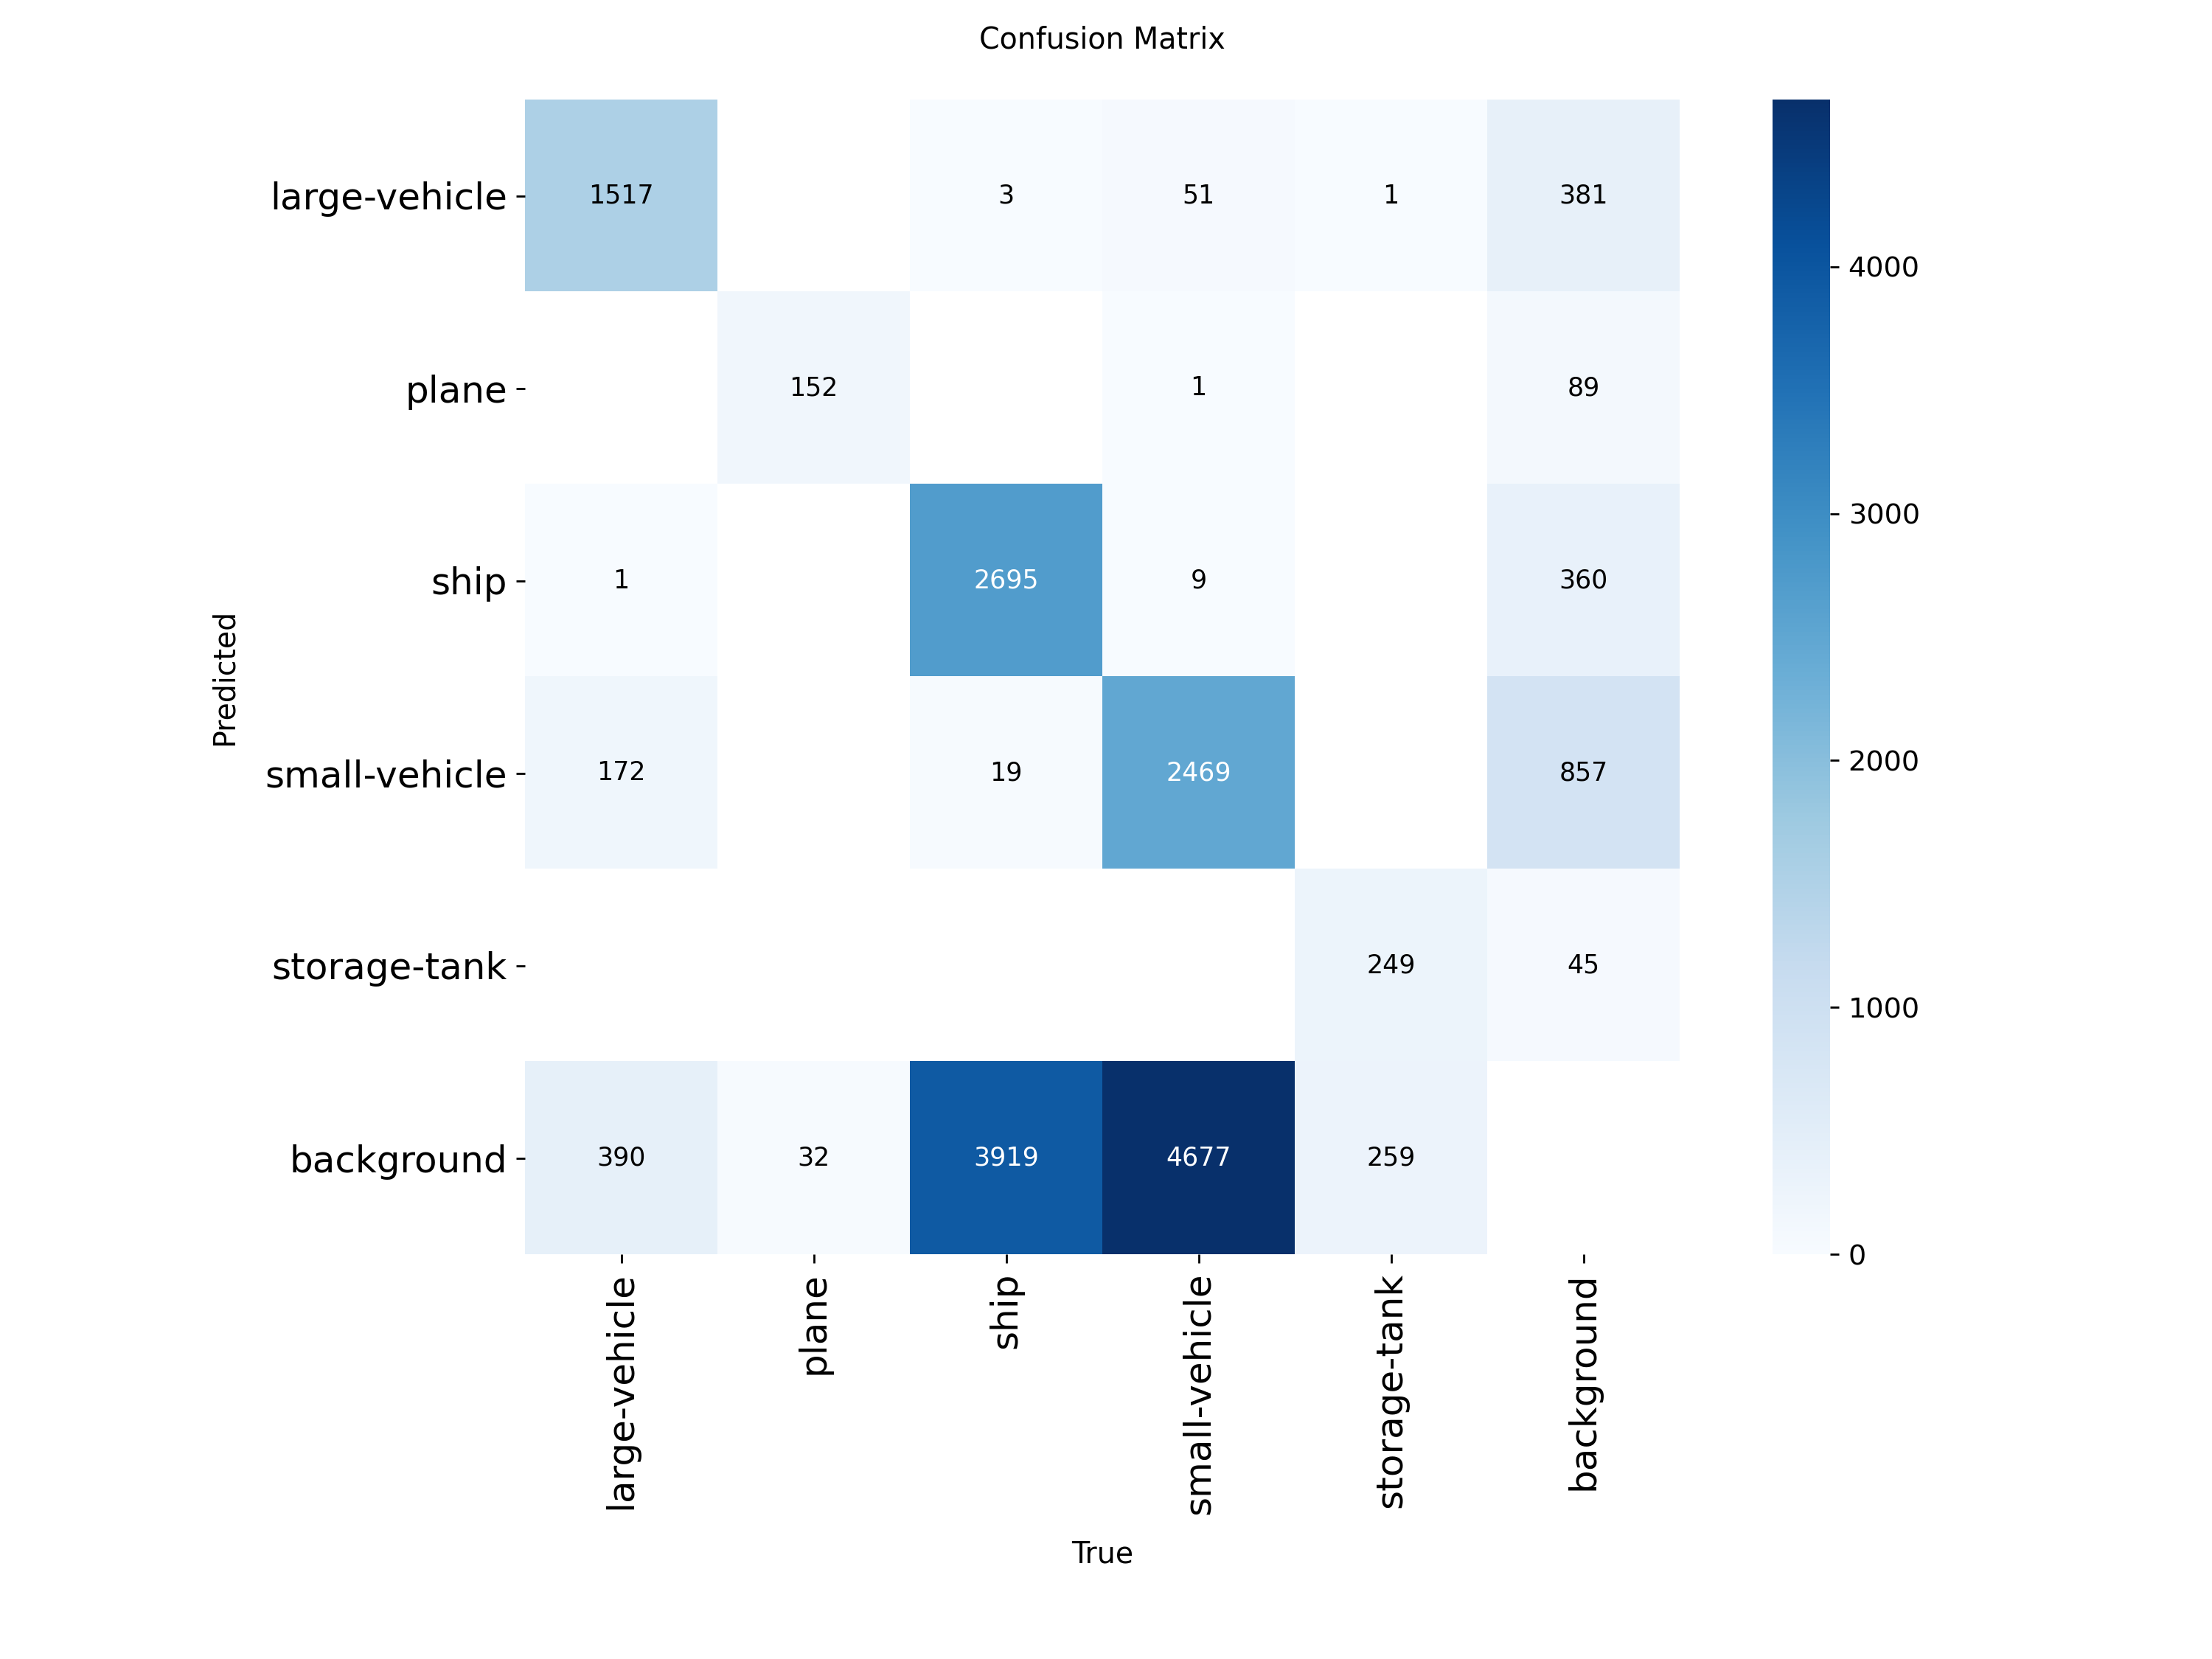 Confusion Matrix
large-vehicle 1517 3 51 1 381
plane 152 1 89
ship 1 2695 9 360
small-vehicle 172 19 2469 857
storage-tank 249 45
background 390 32 3919 4677 259
Predicted
large-vehicle
plane
ship
small-vehicle
storage-tank
background
True
4000
3000
2000
1000
0